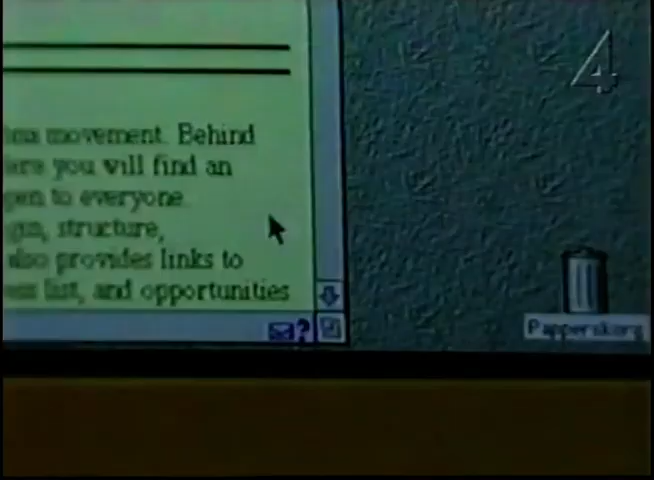 4
movement. Behind
you will find an
to everyone.
structure,
also provides links to
list, and opportunities
?
Papperskorg